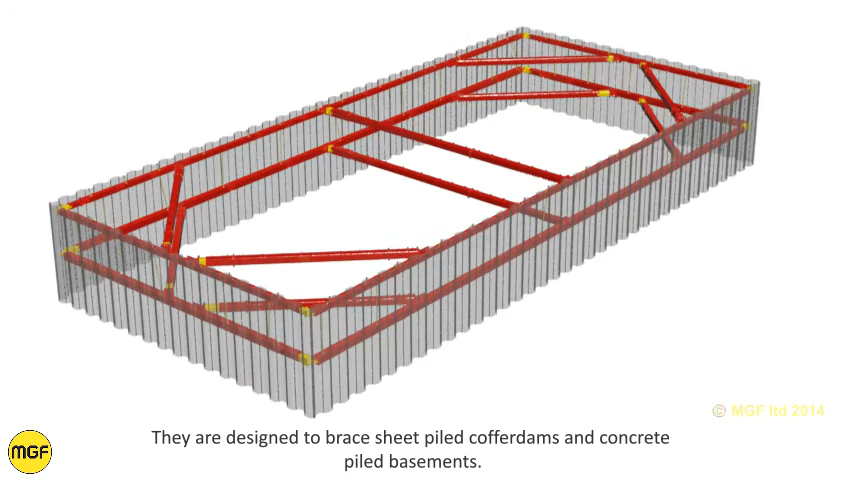 © MGF ltd 2014
They are designed to brace sheet piled cofferdams and concrete
piled basements.
MGF